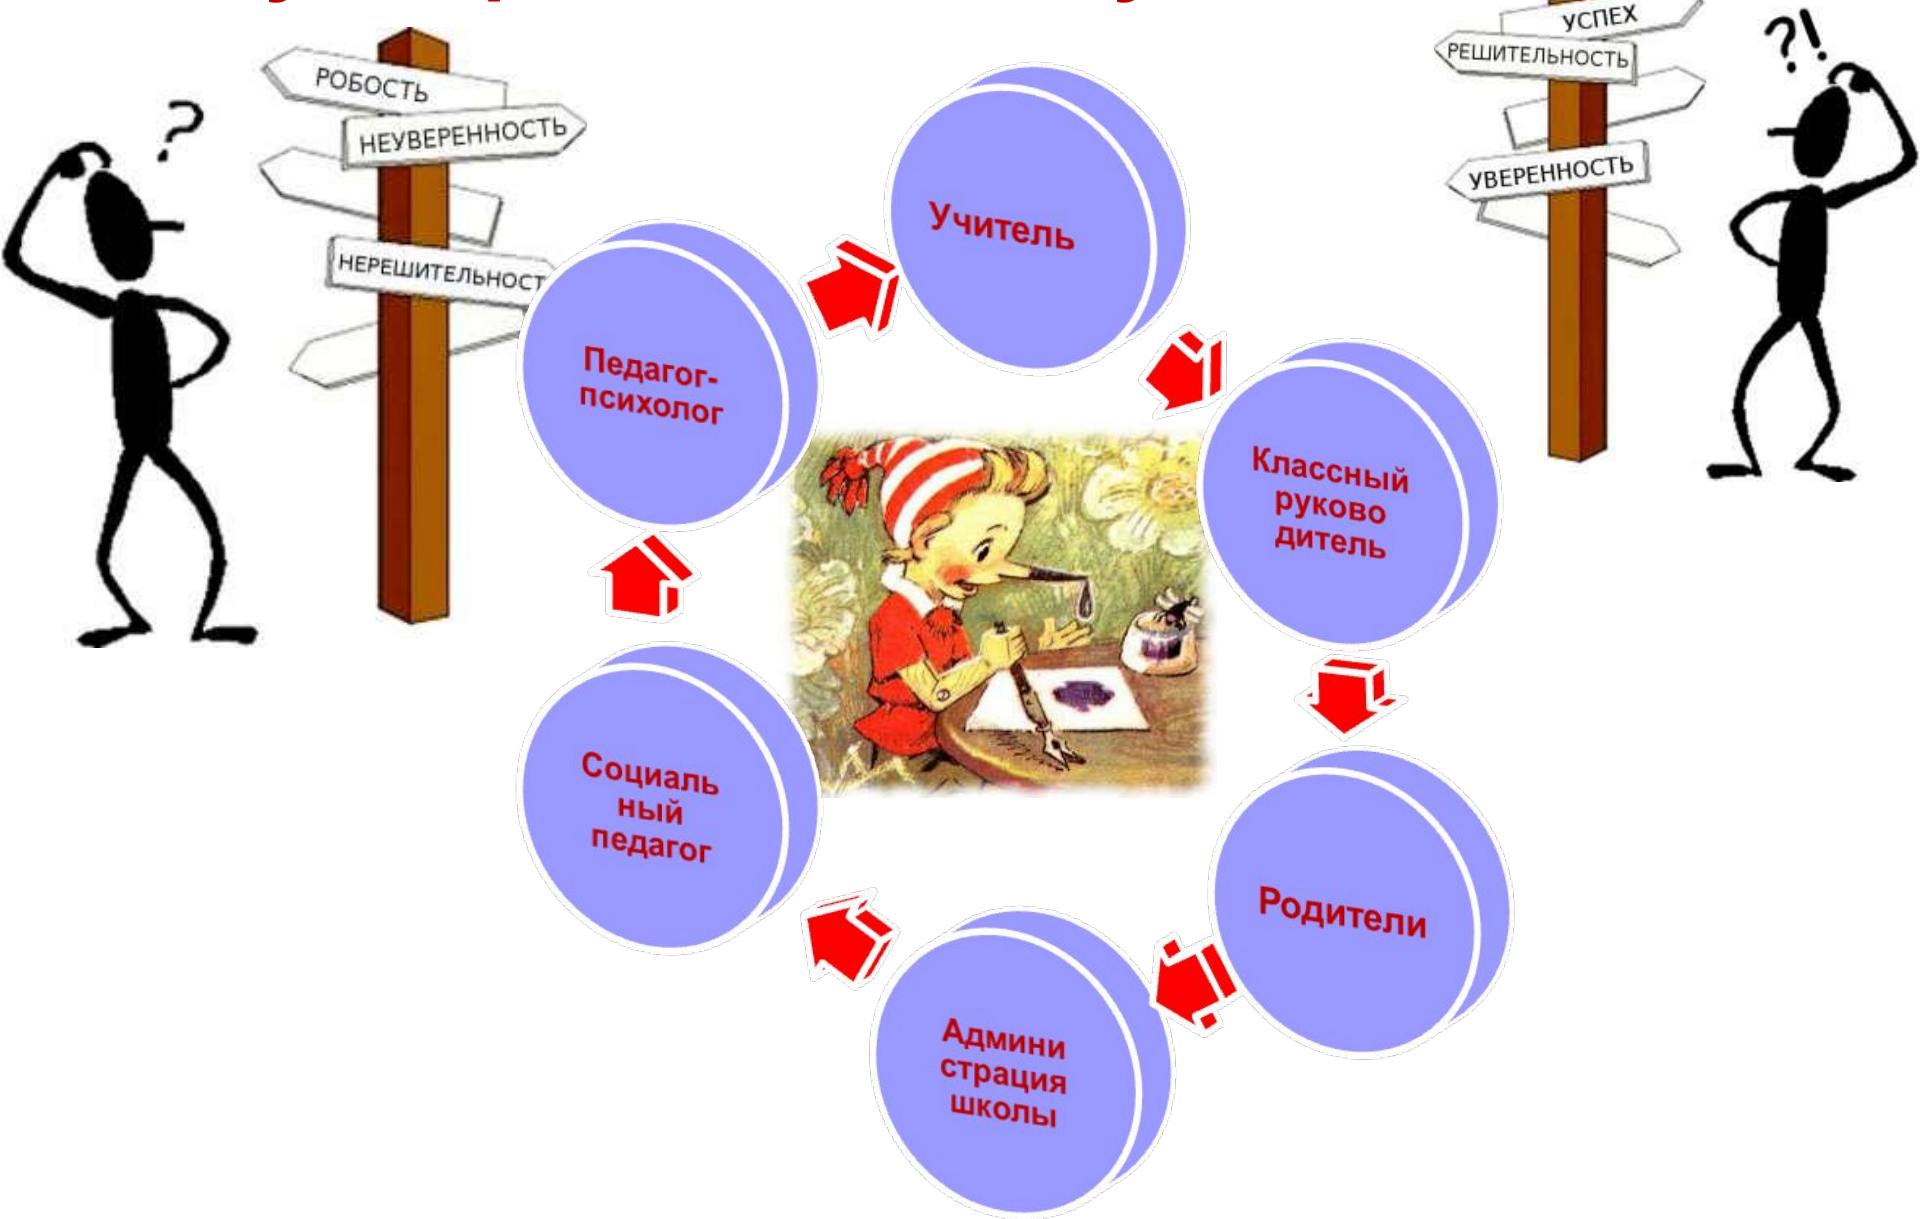 РОБОСТЬ
НЕУВЕРЕННОСТЬ
НЕРЕШИТЕЛЬНОСТ
УСПЕХ
РЕШИТЕЛЬНОСТЬ
УВЕРЕННОСТЬ
Учитель
Педагог-
психолог
Классный
руково
дитель
Социаль
ный
педагог
Родители
Админи
страция
школы